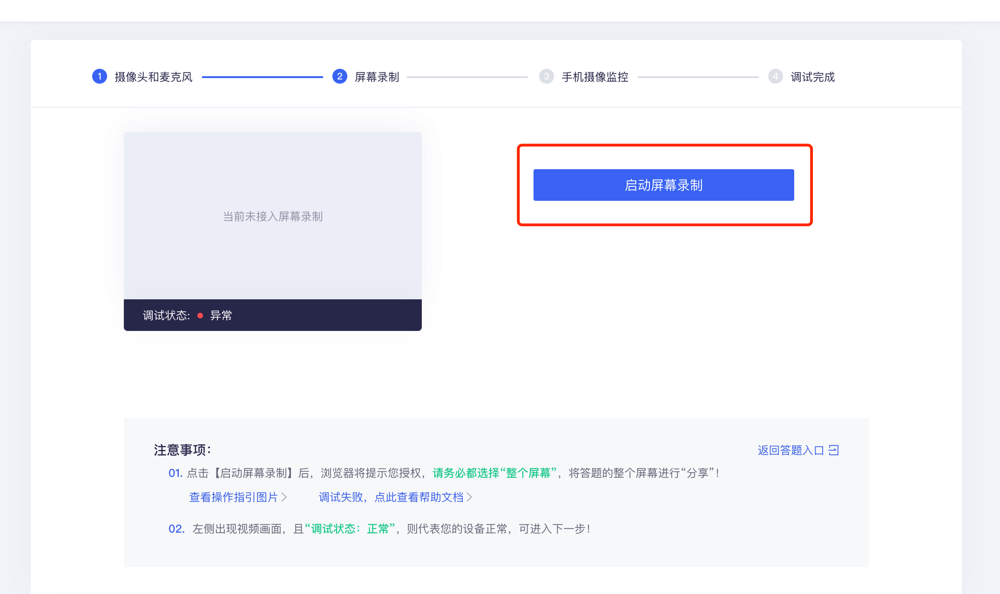 1 摄像头和麦克风 2 屏幕录制 3 手机摄像监控 4 调试完成
启动屏幕录制
当前未接入屏幕录制
调试状态: 异常
注意事项：
返回答题入口
01. 点击【启动屏幕录制】后，浏览器将提示您授权，请务必都选择“整个屏幕”，将答题的整个屏幕进行“分享”！
查看操作指引图片 调试失败，点此查看帮助文档
02. 左侧出现视频画面，且“调试状态：正常”，则代表您的设备正常，可进入下一步！